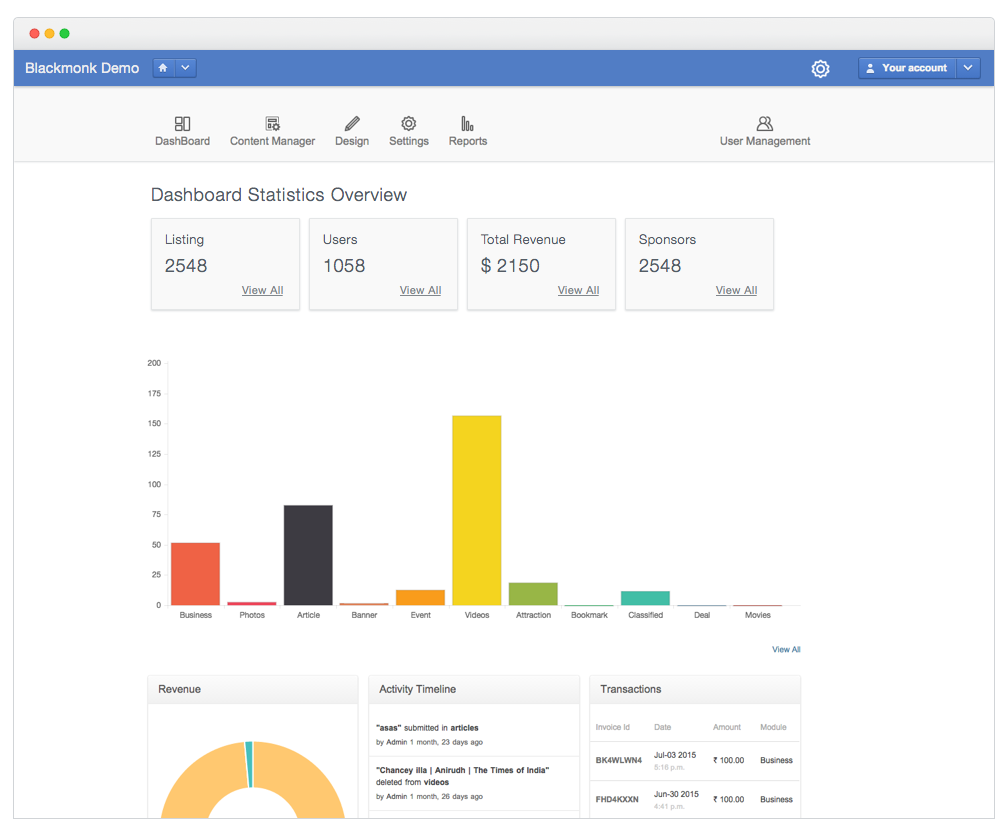 Blackmonk Demo
Your account
DashBoard
Content Manager
Design
Settings
Reports
User Management
Dashboard Statistics Overview
Listing
2548
View All
Users
1058
View All
Total Revenue
$ 2150
View All
Sponsors
2548
View All
200
175
150
125
100
75
50
25
0
Business Photos Article Banner Event Videos Attraction Bookmark Classified Deal Movies
View All
Revenue
Activity Timeline
"asas" submitted in articles
by Admin 1 month, 23 days ago
"Chancey illa | Anirudh | The Times of India"
deleted from videos
by Admin 1 month, 26 days ago
Transactions
Invoice Id Date Amount Module
BK4WLWN4 Jul-03 2015 ₹ 100.00 Business
5:16 p.m.
FHD4KXXN Jun-30 2015 ₹ 100.00 Business
4:41 p.m.